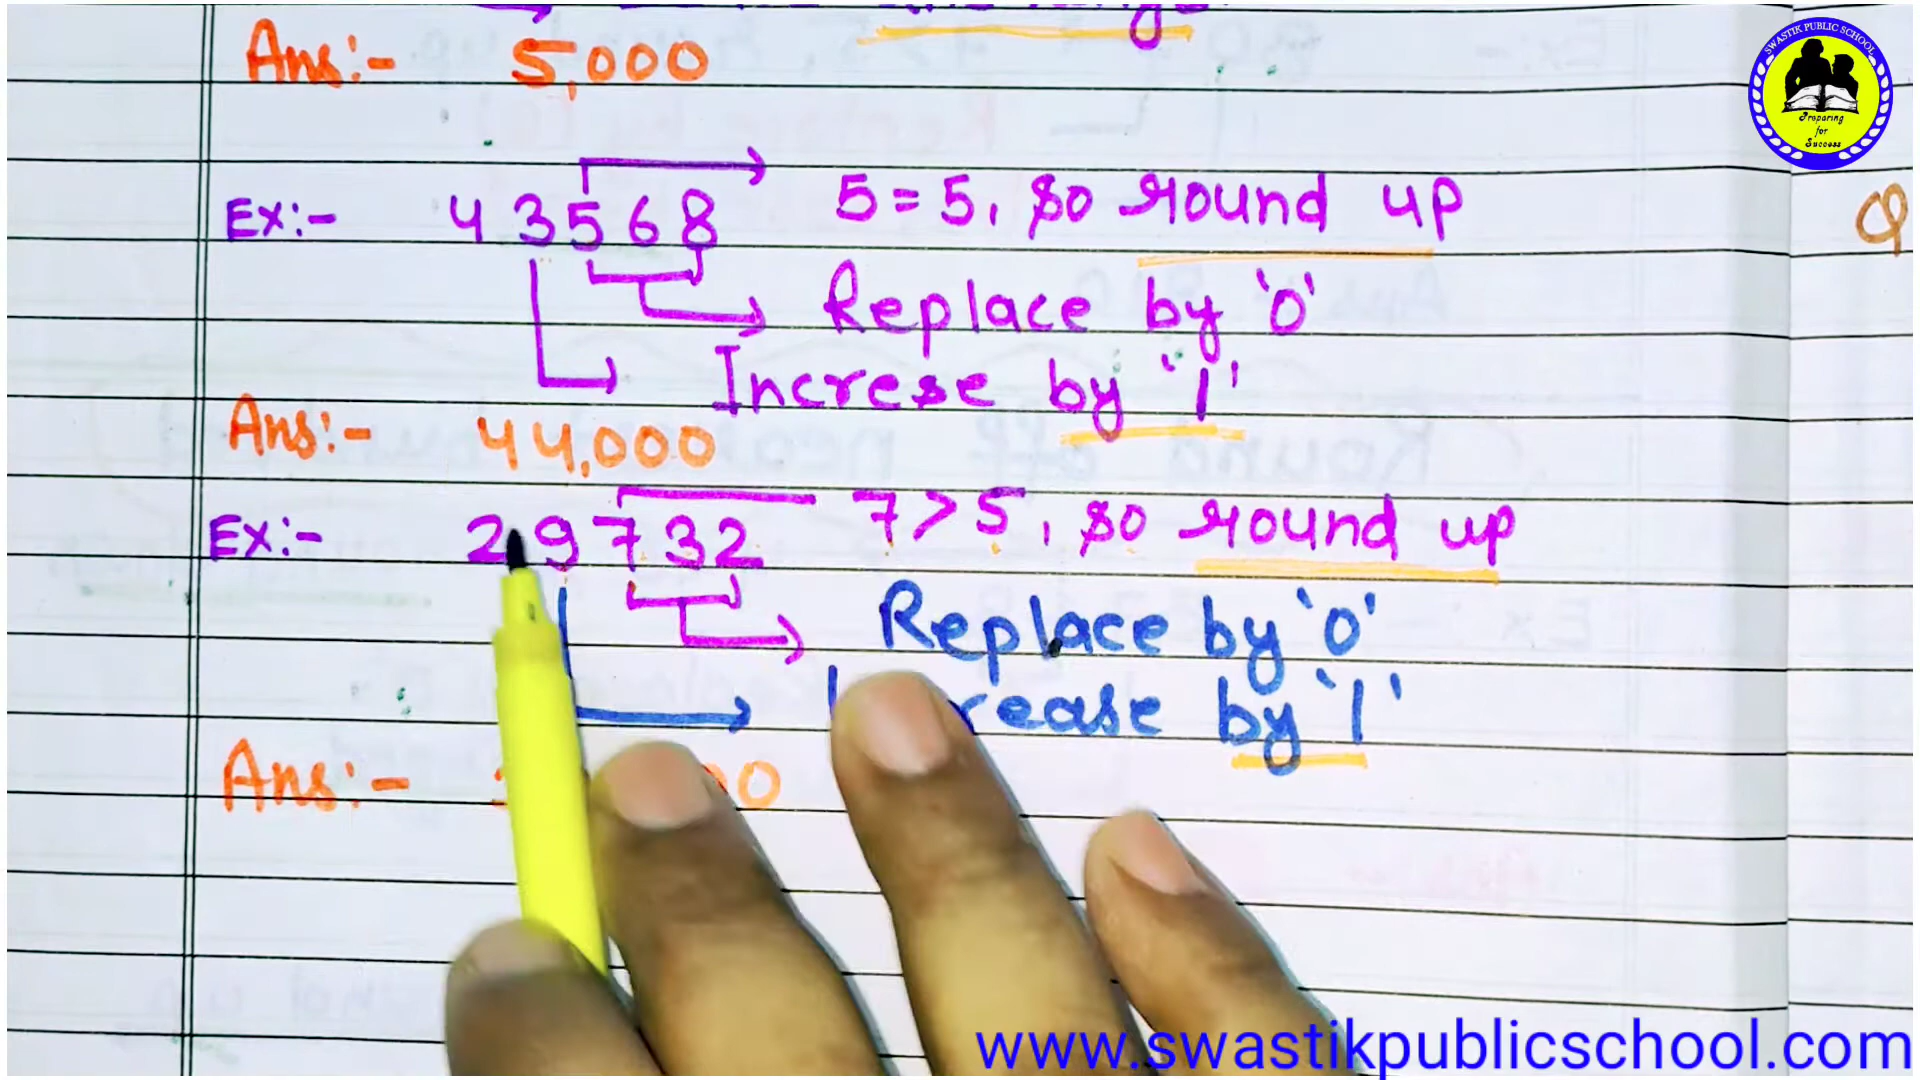 Ans:- 5,000
SWASTIK PUBLIC SCHOOL
Preparing
for
Success
Ex:- 43568 5=5, so round up
Replace by '0'
Increse by '1'
Ans:- 44,000
Ex:- 29732 7>5, so round up
Replace by '0'
rease by '1'
Ans:-
www.swastikpublicschool.com